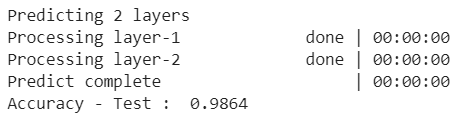 Predicting 2 layers
Processing layer-1             done | 00:00:00
Processing layer-2             done | 00:00:00
Predict complete                    | 00:00:00
Accuracy - Test :  0.9864